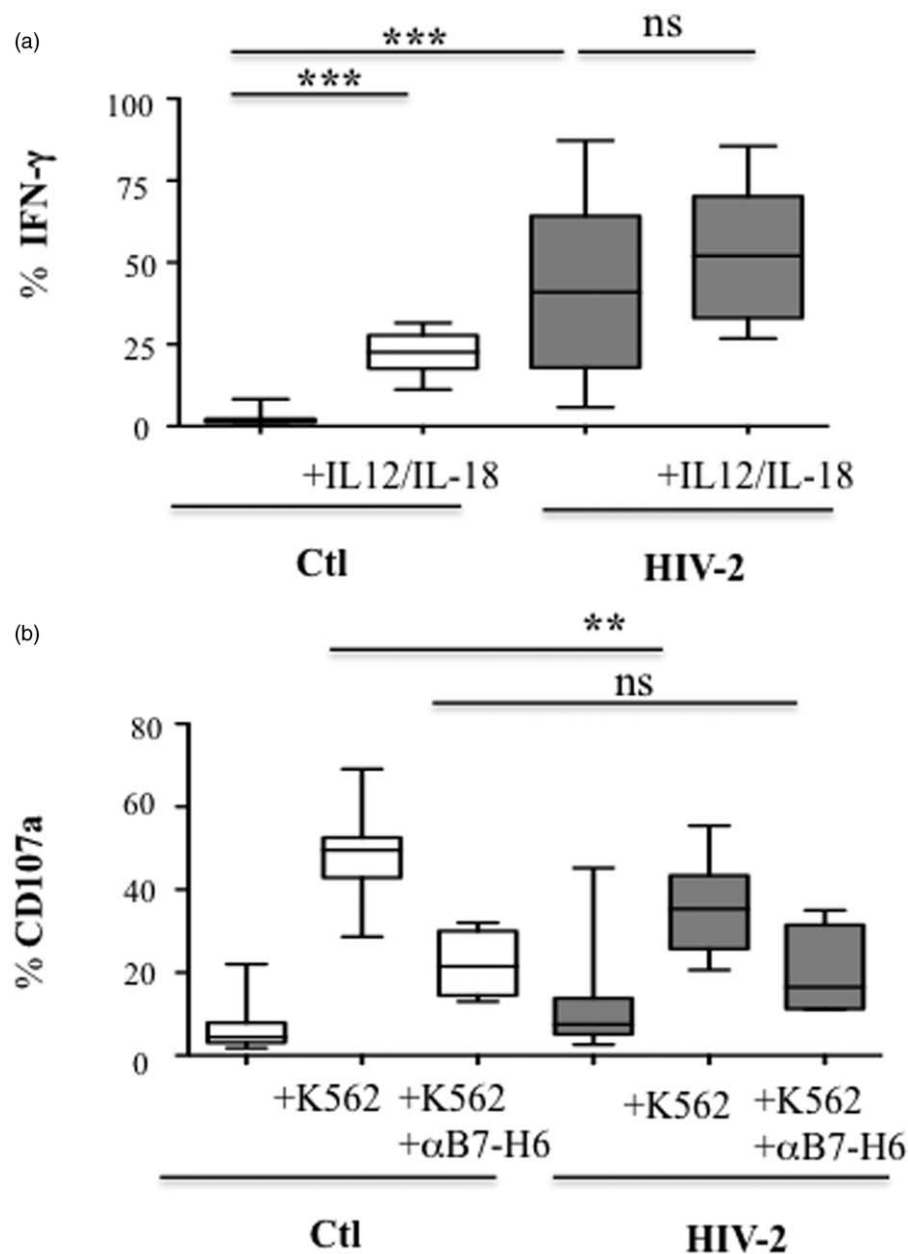 (a)
*** ns
***
100
75
50
25
0
% IFN-γ
+IL12/IL-18 +IL12/IL-18
Ctl HIV-2
(b)
**
ns
80
60
40
20
0
% CD107a
+K562 +K562 +K562 +K562
+αB7-H6 +αB7-H6
Ctl HIV-2